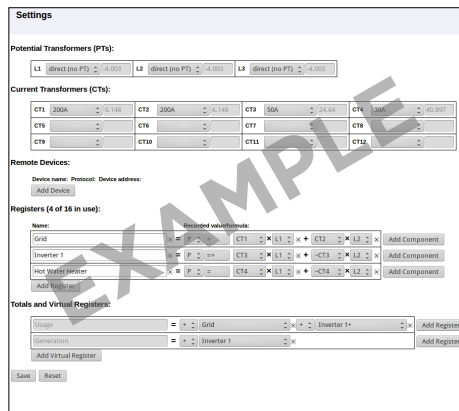 Settings
Potential Transformers (PTs):
L1 direct (no PT) -4.003 L2 direct (no PT) -4.003 L3 direct (no PT) -4.003
Current Transformers (CTs):
CT1 200A 6.148 CT2 200A 6.148 CT3 50A 24.64 CT4 30A 40.897
CT5 CT6 CT7 CT8
CT9 CT10 CT11 CT12
Remote Devices:
Device name: Protocol: Device address:
Add Device
Registers (4 of 16 in use):
Name: Recorded value/formula:
Grid × = P = CT1 × L1 × + CT2 × L2 × Add Component
Inverter 1 × = P =+ CT3 × L1 × + -CT3 × L2 × Add Component
Hot Water Heater × = P = CT4 × L1 × + -CT4 × L2 × Add Component
Add Register
Totals and Virtual Registers:
Usage = + Grid × + Inverter 1+ × Add Register
Generation = + Inverter 1 × Add Register
Add Virtual Register
Save Reset
EXAMPLE